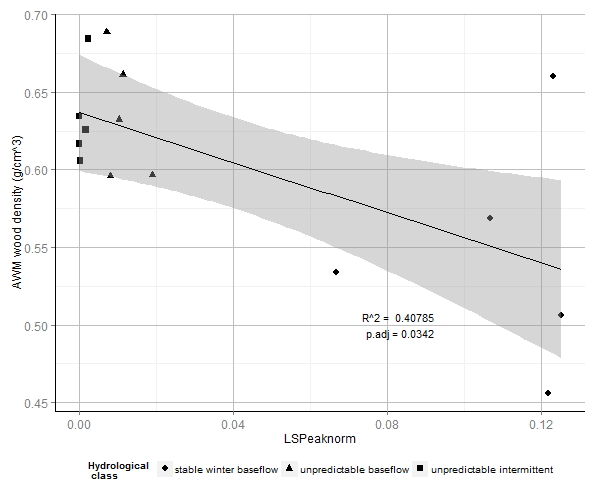 0.70
0.65
0.60
0.55
0.50
0.45
AWM wood density (g/cm^3)
R^2 = 0.40785
p.adj = 0.0342
0.00 0.04 0.08 0.12
LSPeaknorm
Hydrological class
stable winter baseflow unpredictable baseflow unpredictable intermittent